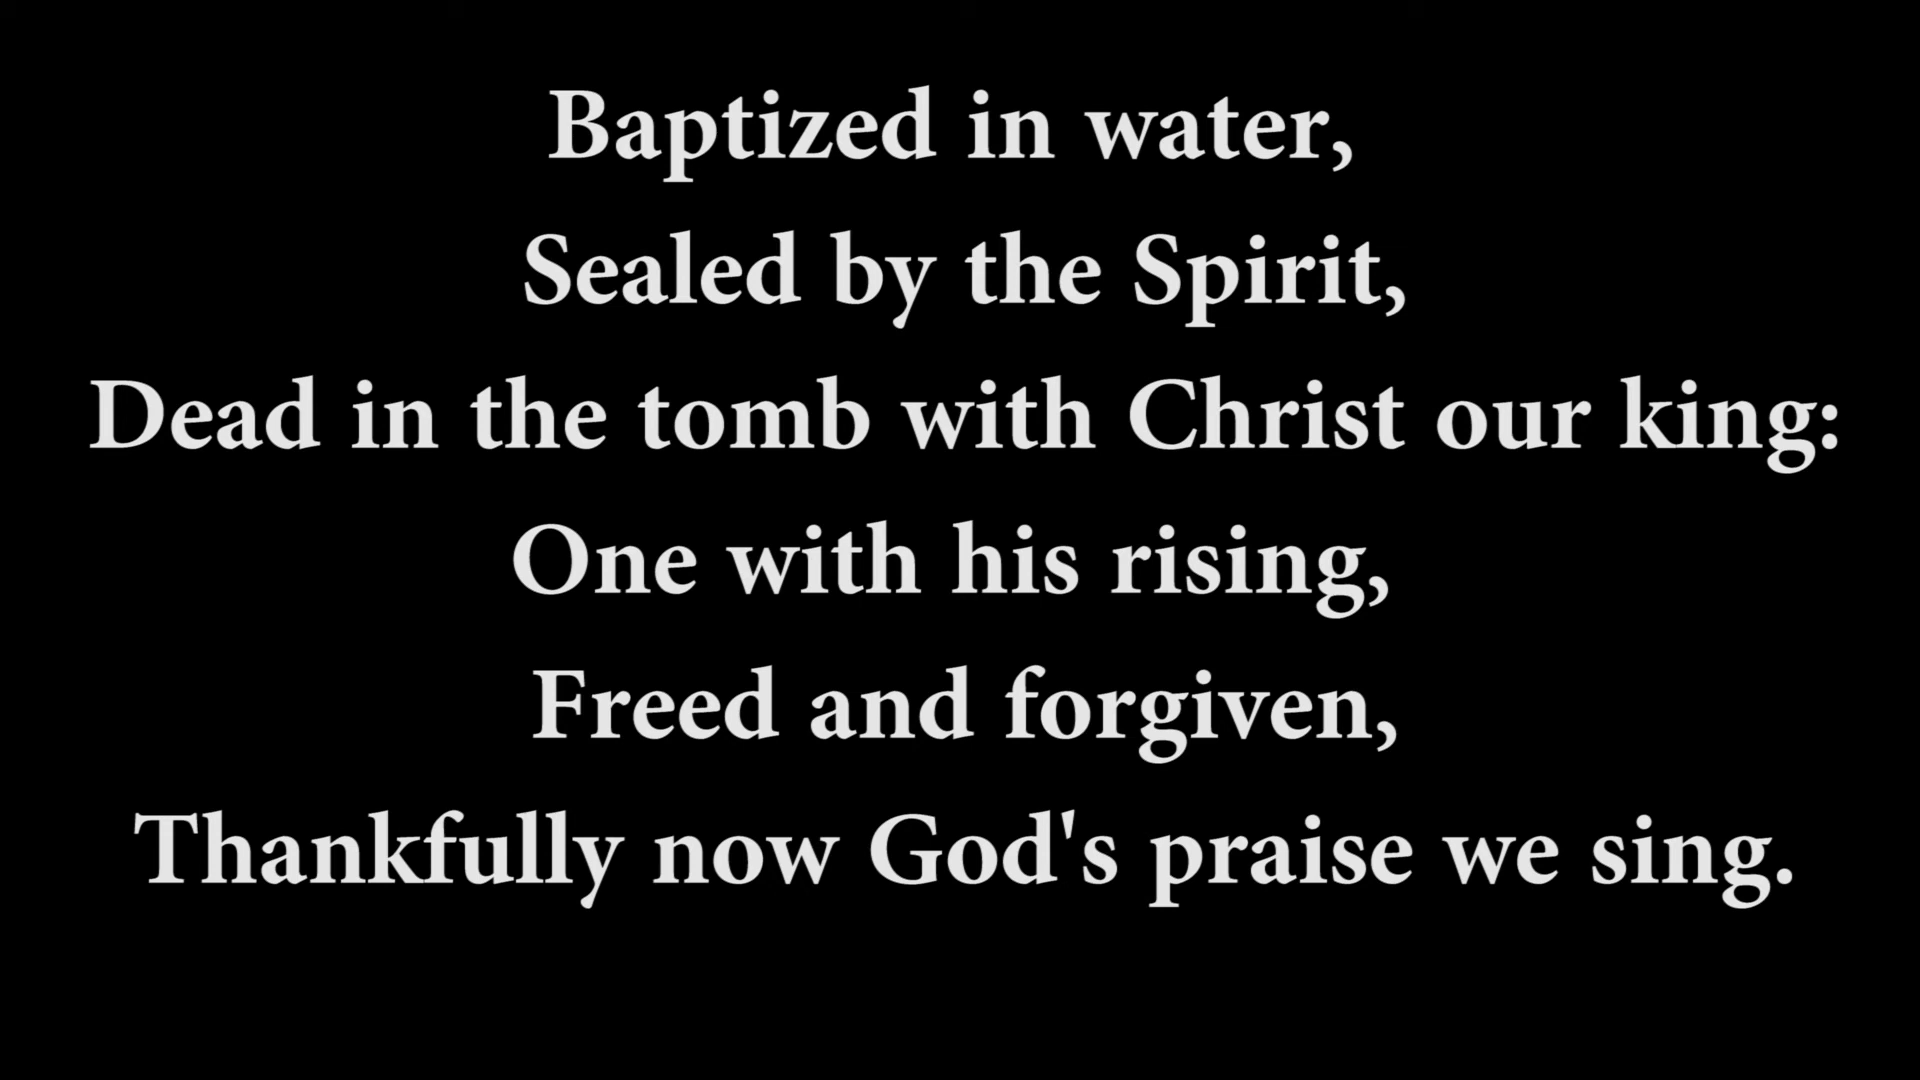 Baptized in water,
Sealed by the Spirit,
Dead in the tomb with Christ our king:
One with his rising,
Freed and forgiven,
Thankfully now God's praise we sing.